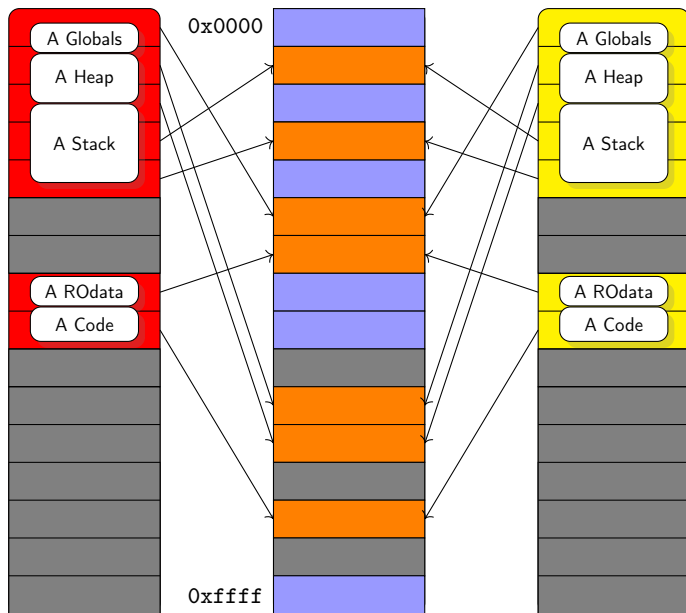 A Globals
A Heap
A Stack
A ROdata
A Code
0x0000
0xffff
A Globals
A Heap
A Stack
A ROdata
A Code